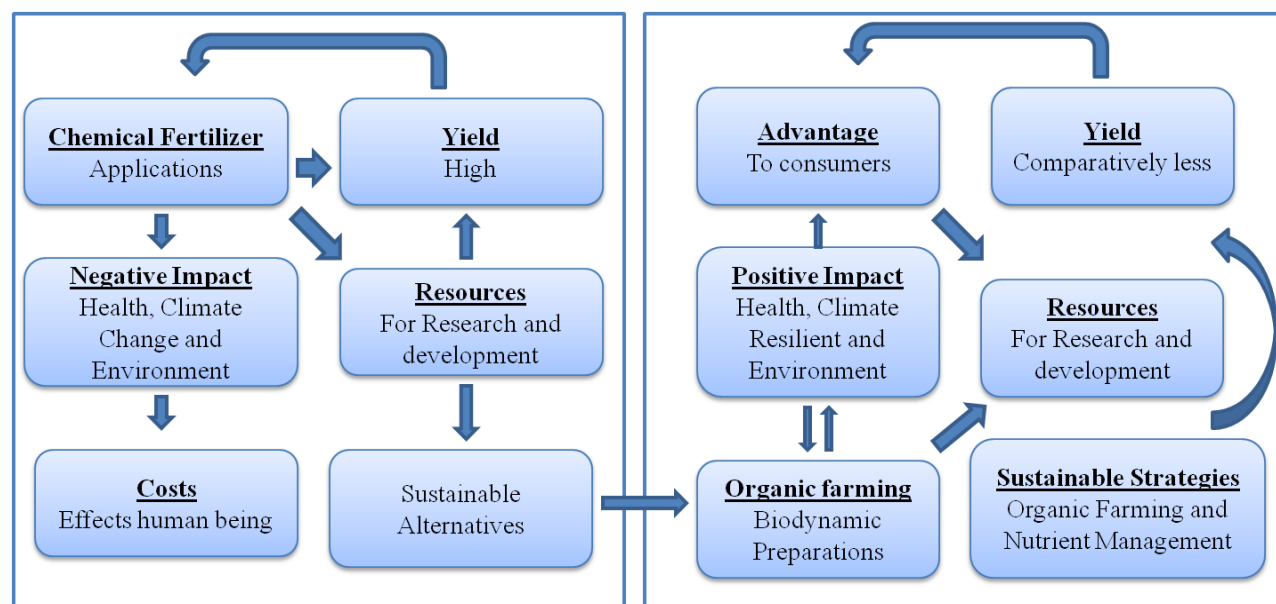 Chemical Fertilizer
Applications
Yield
High
Negative Impact
Health, Climate
Change and
Environment
Resources
For Research and
development
Costs
Effects human being
Sustainable
Alternatives
Advantage
To consumers
Yield
Comparatively less
Positive Impact
Health, Climate
Resilient and
Environment
Resources
For Research and
development
Organic farming
Biodynamic
Preparations
Sustainable Strategies
Organic Farming and
Nutrient Management